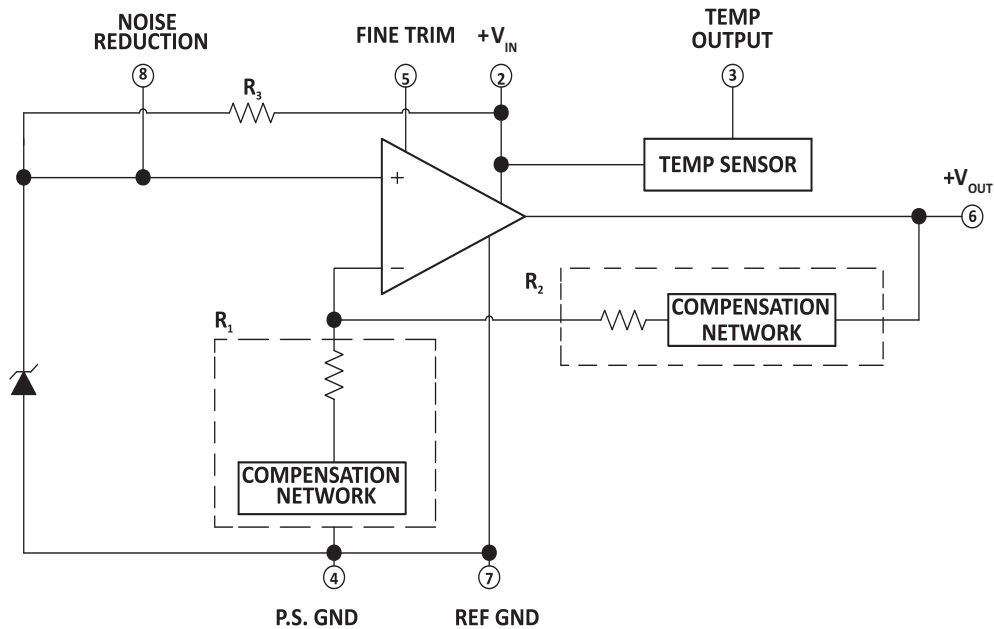 NOISE
REDUCTION
FINE TRIM
+VIN
TEMP
OUTPUT
8
5
2
3
R3
TEMP SENSOR
+
+VOUT
6
−
R2
COMPENSATION
NETWORK
R1
COMPENSATION
NETWORK
4
7
P.S. GND
REF GND